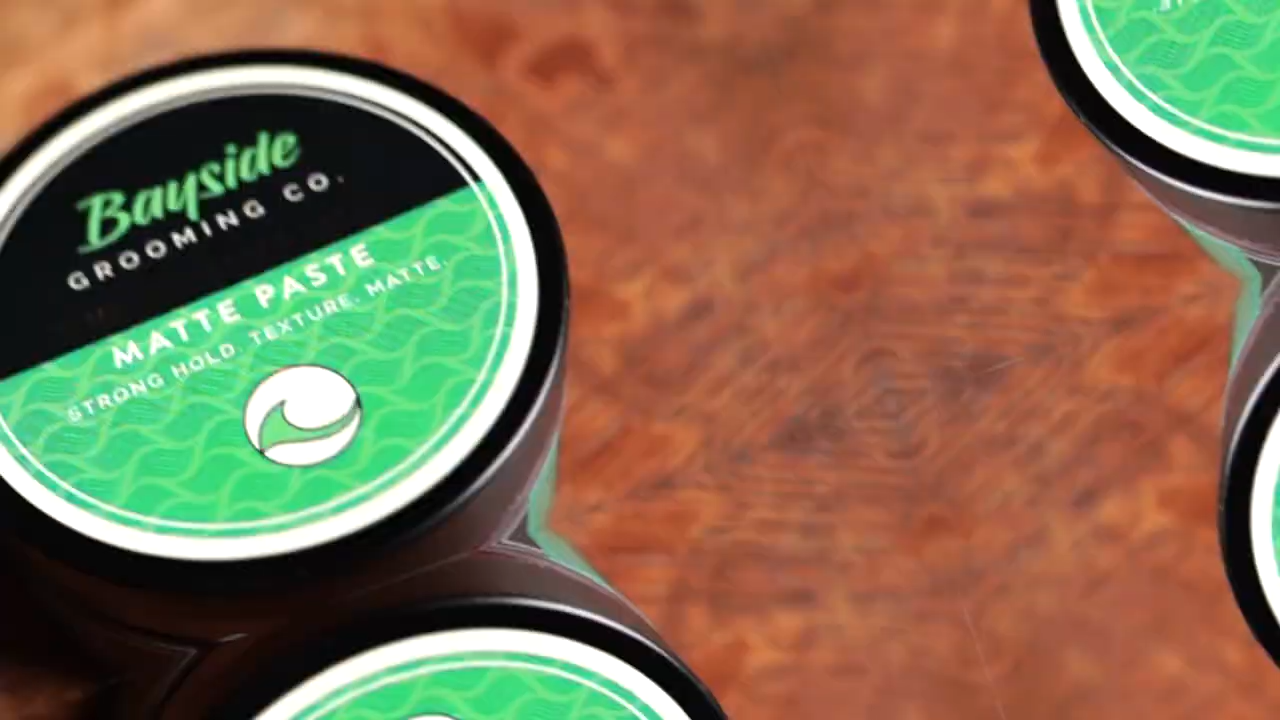 Bayside
GROOMING CO.
MATTE PASTE
STRONG HOLD. TEXTURE. MATTE.